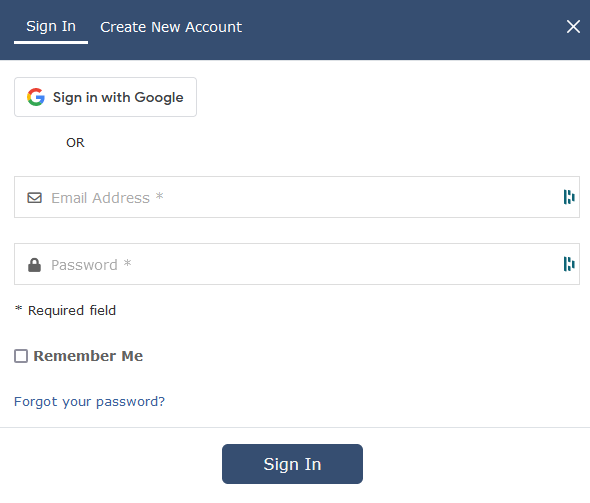 Sign In
Create New Account
Sign in with Google
OR
Email Address *
Password *
* Required field
Remember Me
Forgot your password?
Sign In